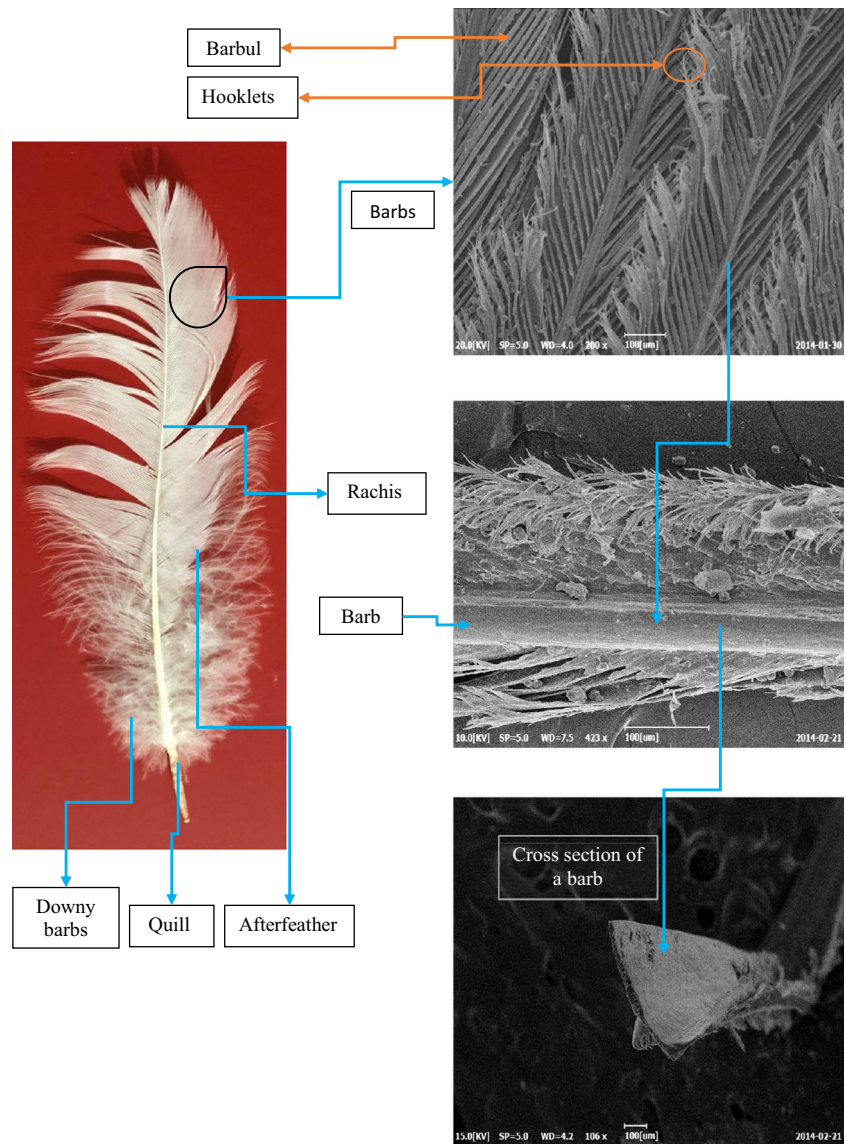 Barbul
Hooklets
Barbs
20.0[KV] SP=5.0 WD=4.0 200 x 100[um] 2014-01-30
Rachis
Barb
10.0[KV] SP=5.0 WD=7.5 423 x 100[um] 2014-02-21
Cross section of
a barb
Downy
barbs
Quill
Afterfeather
15.0[KV] SP=5.0 WD=4.2 106 x 100[um] 2014-02-21